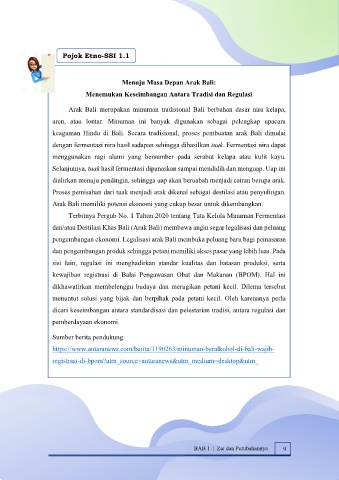 Pojok Etno-SSI 1.1
Menuju Masa Depan Arak Bali:
Menemukan Keseimbangan Antara Tradisi dan Regulasi
Arak Bali merupakan minuman tradisional Bali berbahan dasar nira kelapa,
aren, atau lontar. Minuman ini banyak digunakan sebagai pelengkap upacara
keagamaan Hindu di Bali. Secara tradisional, proses pembuatan arak Bali dimulai
dengan fermentasi nira hasil sadapan sehingga dihasilkan tuak. Fermentasi nira dapat
menggunakan ragi alami yang bersumber pada serabut kelapa atau kulit kayu.
Selanjutnya, tuak hasil fermentasi dipanaskan sampai mendidih dan menguap. Uap ini
dialirkan menuju pendingin, sehingga uap akan berubah menjadi cairan berupa arak.
Proses pemisahan dari tuak menjadi arak dikenal sebagai destilasi atau penyulingan.
Arak Bali memiliki potensi ekonomi yang cukup besar untuk dikembangkan.
Terbitnya Pergub No. 1 Tahun 2020 tentang Tata Kelola Minuman Fermentasi
dan/atau Destilasi Khas Bali (Arak Bali) membawa angin segar legalisasi dan peluang
pengembangan ekonomi. Legalisasi arak Bali membuka peluang baru bagi pemasaran
dan pengembangan produk sehingga petani memiliki akses pasar yang lebih luas. Pada
sisi lain, regulasi ini menghadirkan standar kualitas dan batasan produksi, serta
kewajiban registrasi di Balai Pengawasan Obat dan Makanan (BPOM). Hal ini
dikhawatirkan membelenggu budaya dan merugikan petani kecil. Dilema tersebut
menuntut solusi yang bijak dan berpihak pada petani kecil. Oleh karenanya perlu
dicari keseimbangan antara standardisasi dan pelestarian tradisi, antara regulasi dan
pemberdayaan ekonomi.
Sumber berita pendukung:
https://www.antaranews.com/berita/1190263/minuman-beralkohol-di-bali-wajib-
registrasi-di-bpom?utm_source=antaranews&utm_medium=desktop&utm_
BAB 1 | Zat dan Perubahannya 9